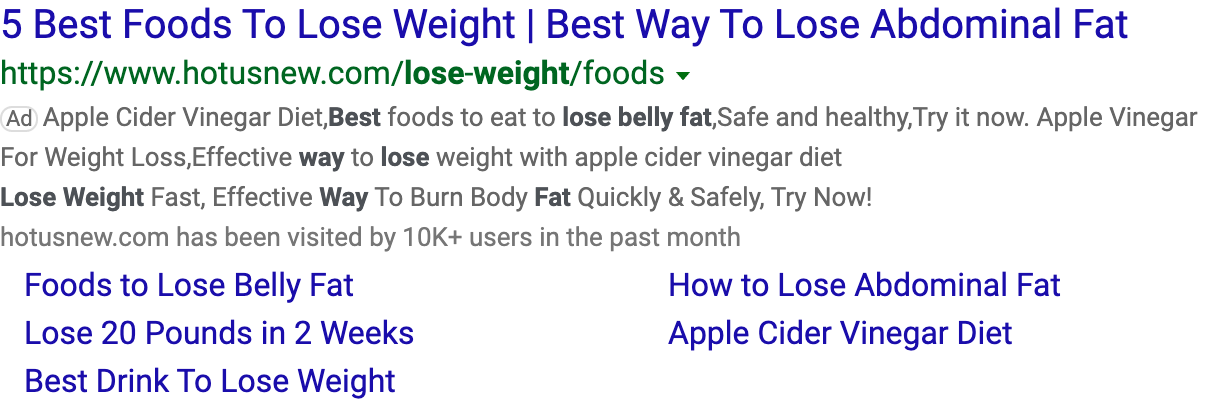 5 Best Foods To Lose Weight | Best Way To Lose Abdominal Fat
https://www.hotusnew.com/lose-weight/foods
Ad Apple Cider Vinegar Diet,Best foods to eat to lose belly fat,Safe and healthy,Try it now. Apple Vinegar
For Weight Loss,Effective way to lose weight with apple cider vinegar diet
Lose Weight Fast, Effective Way To Burn Body Fat Quickly & Safely, Try Now!
hotusnew.com has been visited by 10K+ users in the past month
Foods to Lose Belly Fat How to Lose Abdominal Fat
Lose 20 Pounds in 2 Weeks Apple Cider Vinegar Diet
Best Drink To Lose Weight